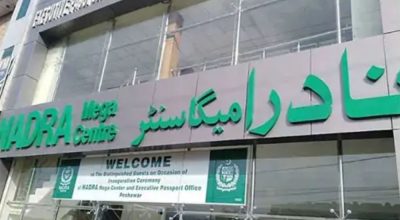 NADRA Mega Centre
نادرا میگا سنٹر
WELCOME
to The Distinguished Guests on Occasion of
Inauguration Ceremony
of NADRA Mega Center and Executive Passport Office
Peshawar